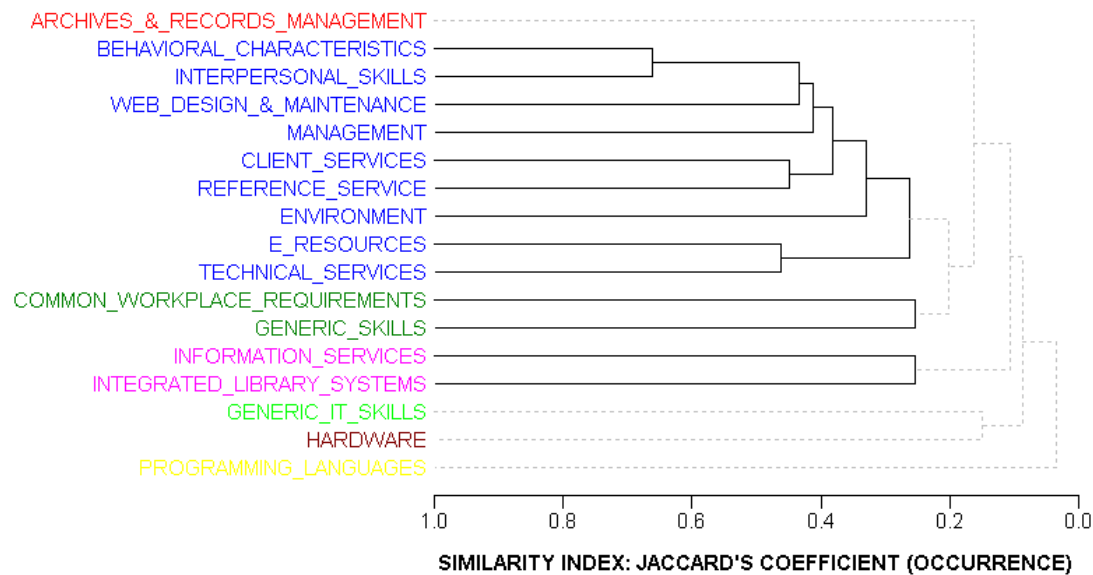 ARCHIVES_&_RECORDS_MANAGEMENT
BEHAVIORAL_CHARACTERISTICS
INTERPERSONAL_SKILLS
WEB_DESIGN_&_MAINTENANCE
MANAGEMENT
CLIENT_SERVICES
REFERENCE_SERVICE
ENVIRONMENT
E_RESOURCES
TECHNICAL_SERVICES
COMMON_WORKPLACE_REQUIREMENTS
GENERIC_SKILLS
INFORMATION_SERVICES
INTEGRATED_LIBRARY_SYSTEMS
GENERIC_IT_SKILLS
HARDWARE
PROGRAMMING_LANGUAGES
1.0 0.8 0.6 0.4 0.2 0.0
SIMILARITY INDEX: JACCARD'S COEFFICIENT (OCCURRENCE)